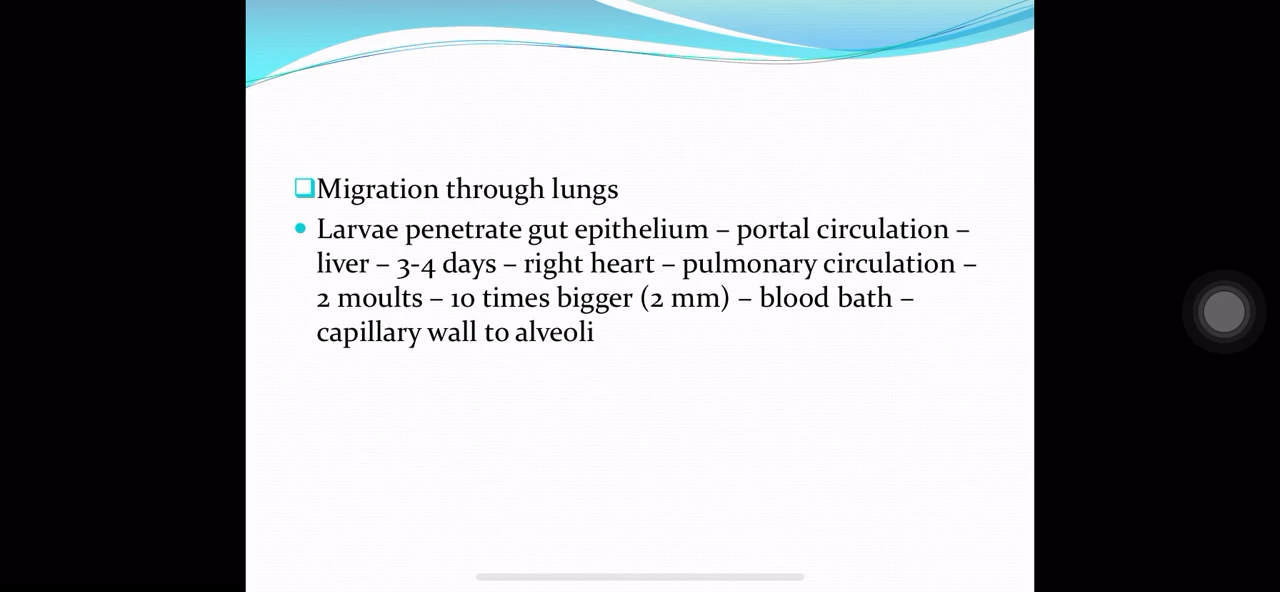 Migration through lungs
Larvae penetrate gut epithelium – portal circulation –
liver – 3-4 days – right heart – pulmonary circulation –
2 moults – 10 times bigger (2 mm) – blood bath –
capillary wall to alveoli